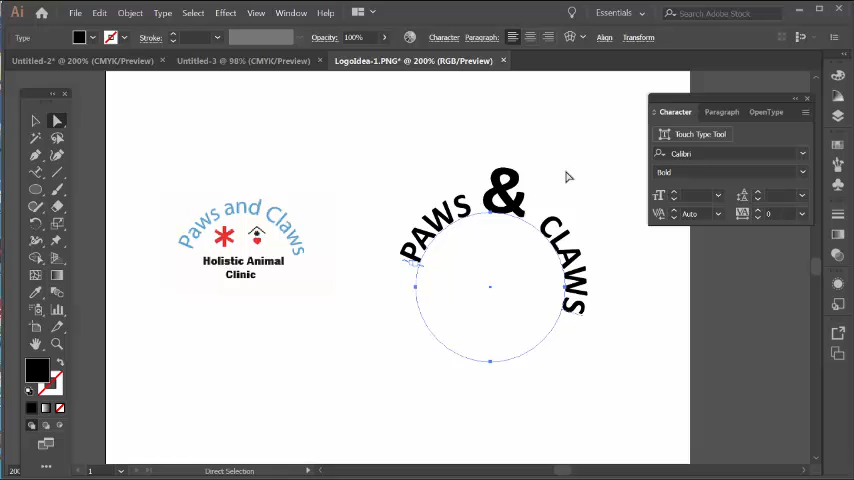 Ai File Edit Object Type Select Effect View Window Help Essentials Search Adobe Stock
Type Stroke: Opacity: 100% Character Paragraph: Align Transform
Untitled-2* @ 200% (CMYK/Preview) × Untitled-3 @ 98% (CMYK/Preview) × LogoIdea-1.PNG* @ 200% (RGB/Preview) ×
Character Paragraph OpenType
Touch Type Tool
Calibri
Bold
Auto 0
PAWS & CLAWS
Paws and Claws
Holistic Animal
Clinic
200 1 Direct Selection